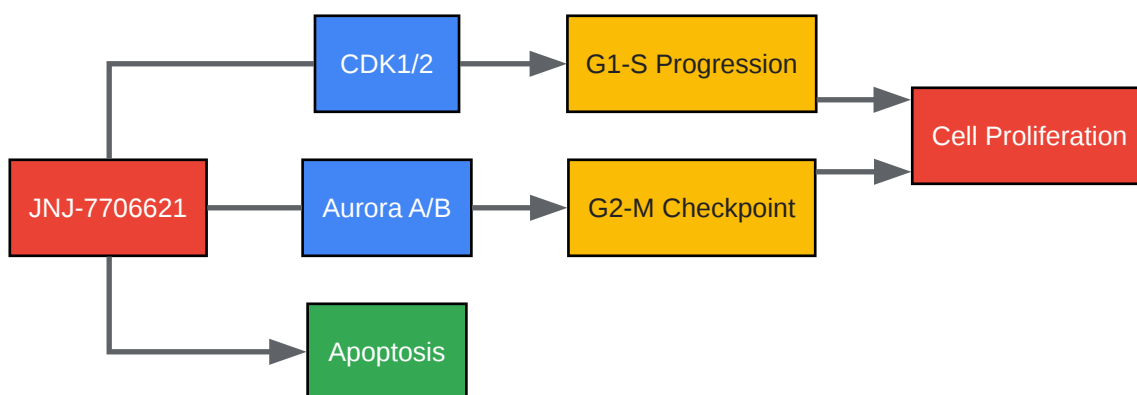 CDK1/2
G1-S Progression
Cell Proliferation
JNJ-7706621
Aurora A/B
G2-M Checkpoint
Apoptosis